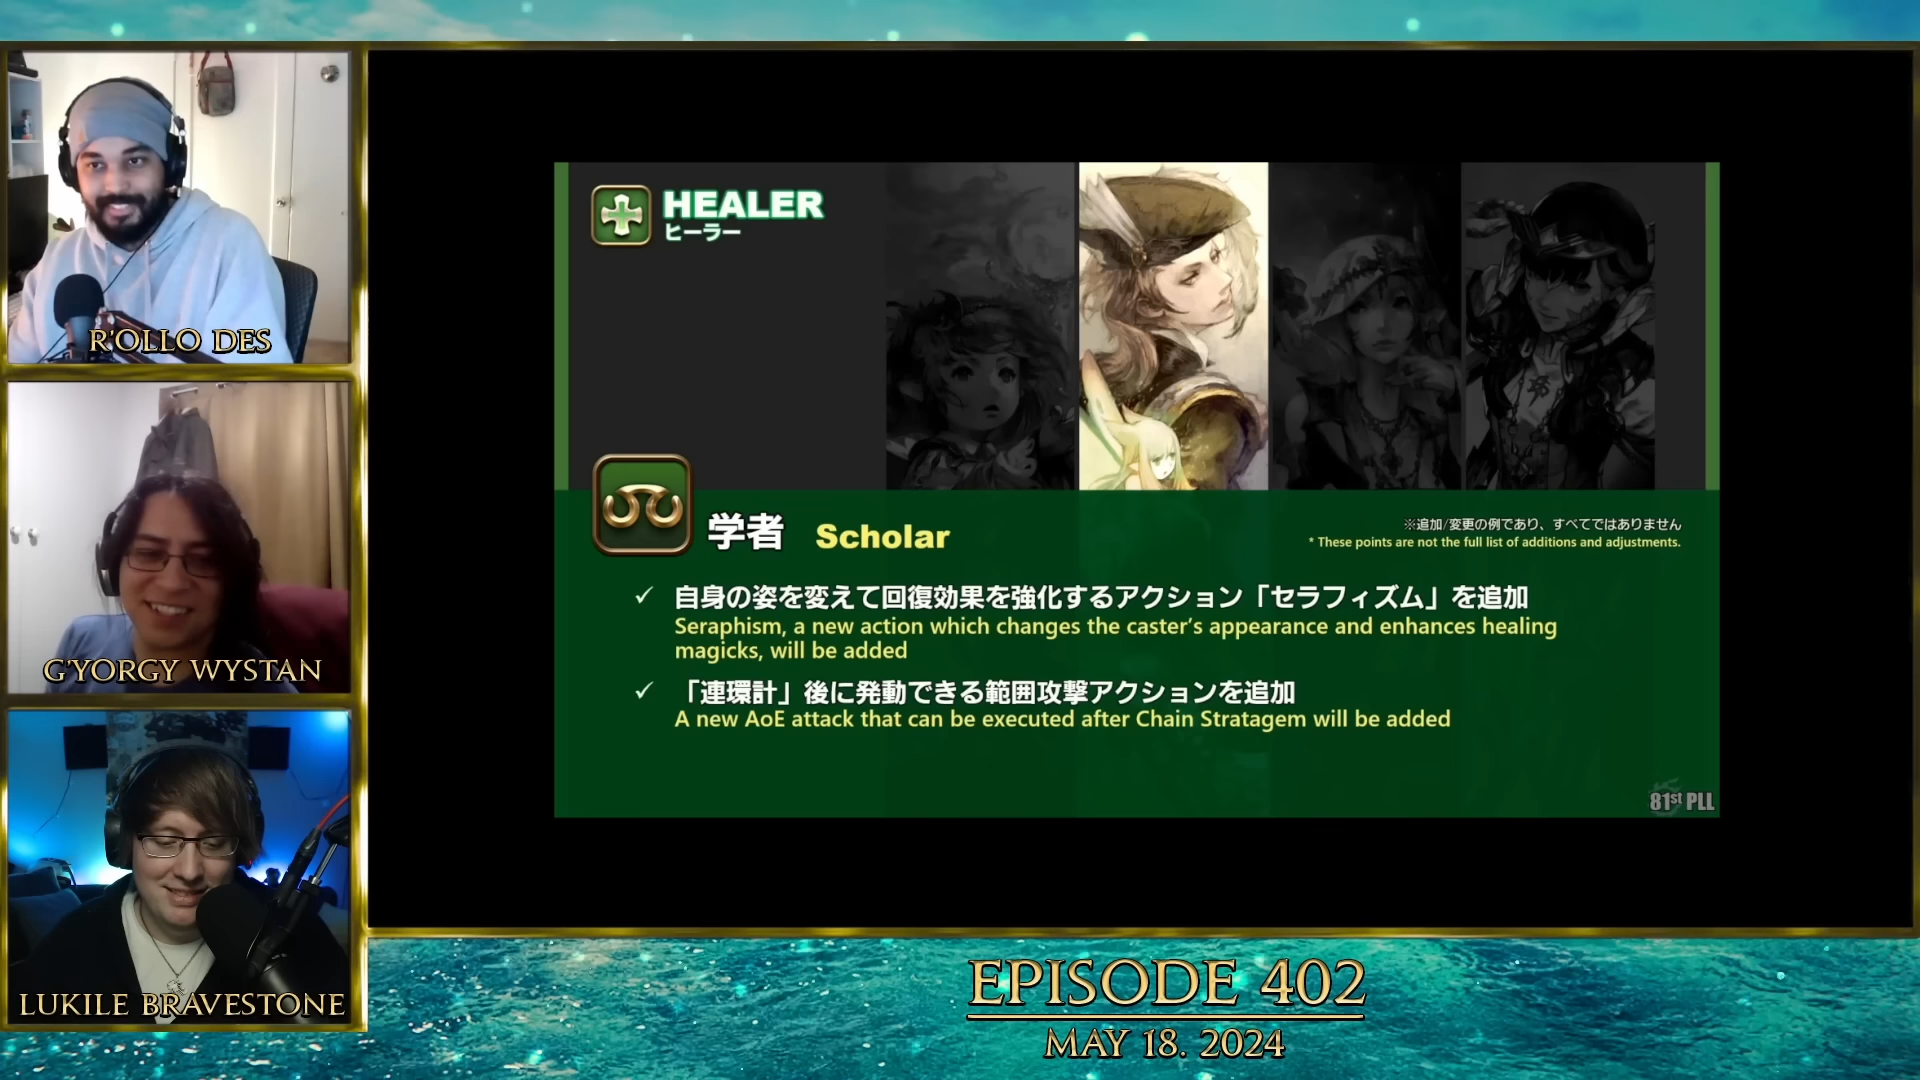 R'OLLO DES
G'YORGY WYSTAN
LUKILE BRAVESTONE
HEALER
ヒーラー
学者 Scholar
※追加/変更の例であり、すべてではありません
* These points are not the full list of additions and adjustments.
✓ 自身の姿を変えて回復効果を強化するアクション「セラフィズム」を追加
Seraphism, a new action which changes the caster's appearance and enhances healing
magicks, will be added
✓ 「連環計」後に発動できる範囲攻撃アクションを追加
A new AoE attack that can be executed after Chain Stratagem will be added
81st PLL
EPISODE 402
MAY 18. 2024